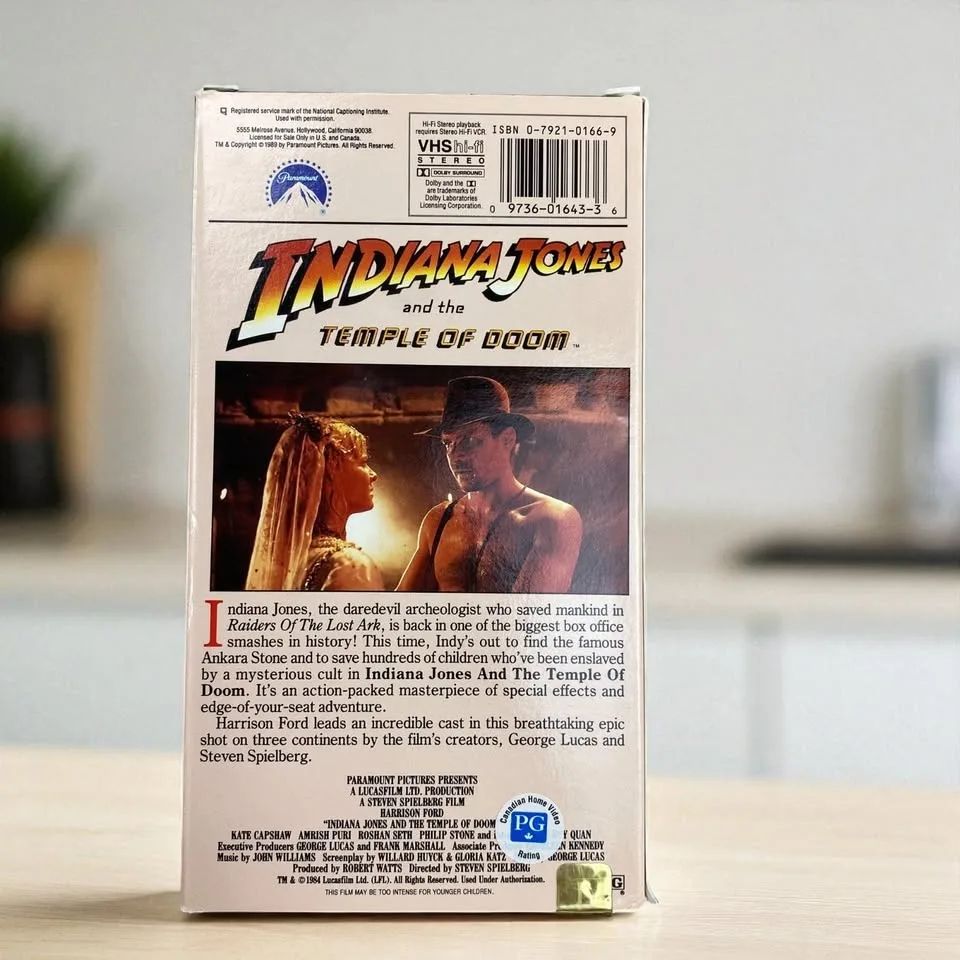 Registered service mark of the National Captioning Institute.
Used with permission.
5555 Melrose Avenue, Hollywood, California 90038.
Licensed for Sale Only in U.S. and Canada.
TM & Copyright © 1989 by Paramount Pictures. All Rights Reserved.
Paramount
Hi-Fi Stereo playback
requires Stereo Hi-Fi VCR.
VHS hi-fi
STEREO
DOLBY SURROUND
Dolby and the
are trademarks of
Dolby Laboratories
Licensing Corporation.
ISBN 0-7921-0166-9
0 9736-01643-3 6
INDIANA JONES
and the
TEMPLE OF DOOM ™
Indiana Jones, the daredevil archeologist who saved mankind in
Raiders Of The Lost Ark, is back in one of the biggest box office
smashes in history! This time, Indy's out to find the famous
Ankara Stone and to save hundreds of children who've been enslaved
by a mysterious cult in Indiana Jones And The Temple Of
Doom. It's an action-packed masterpiece of special effects and
edge-of-your-seat adventure.
Harrison Ford leads an incredible cast in this breathtaking epic
shot on three continents by the film's creators, George Lucas and
Steven Spielberg.
PARAMOUNT PICTURES PRESENTS
A LUCASFILM LTD. PRODUCTION
A STEVEN SPIELBERG FILM
HARRISON FORD
"INDIANA JONES AND THE TEMPLE OF DOOM
KATE CAPSHAW AMRISH PURI ROSHAN SETH PHILIP STONE and QUAN
Executive Producers GEORGE LUCAS and FRANK MARSHALL Associate KENNEDY
Music by JOHN WILLIAMS Screenplay by WILLARD HUYCK & GLORIA KATZ GEORGE LUCAS
Produced by ROBERT WATTS Directed by STEVEN SPIELBERG
TM & © 1984 Lucasfilm Ltd. (LFL). All Rights Reserved. Used Under Authorization.
THIS FILM MAY BE TOO INTENSE FOR YOUNGER CHILDREN.
Canadian Home Video
PG
Rating